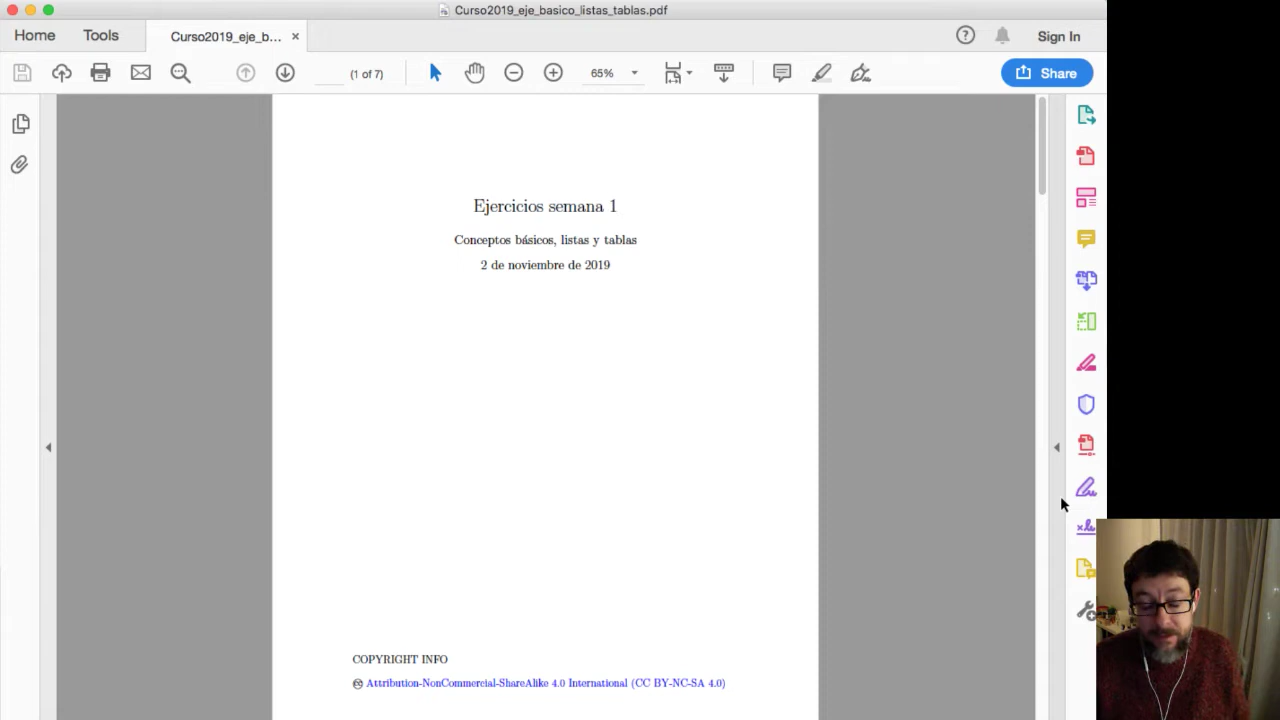 Curso2019_eje_basico_listas_tablas.pdf
Home
Tools
Curso2019_eje_b...
Sign In
(1 of 7)
65%
Share
Ejercicios semana 1
Conceptos básicos, listas y tablas
2 de noviembre de 2019
COPYRIGHT INFO
Attribution-NonCommercial-ShareAlike 4.0 International (CC BY-NC-SA 4.0)